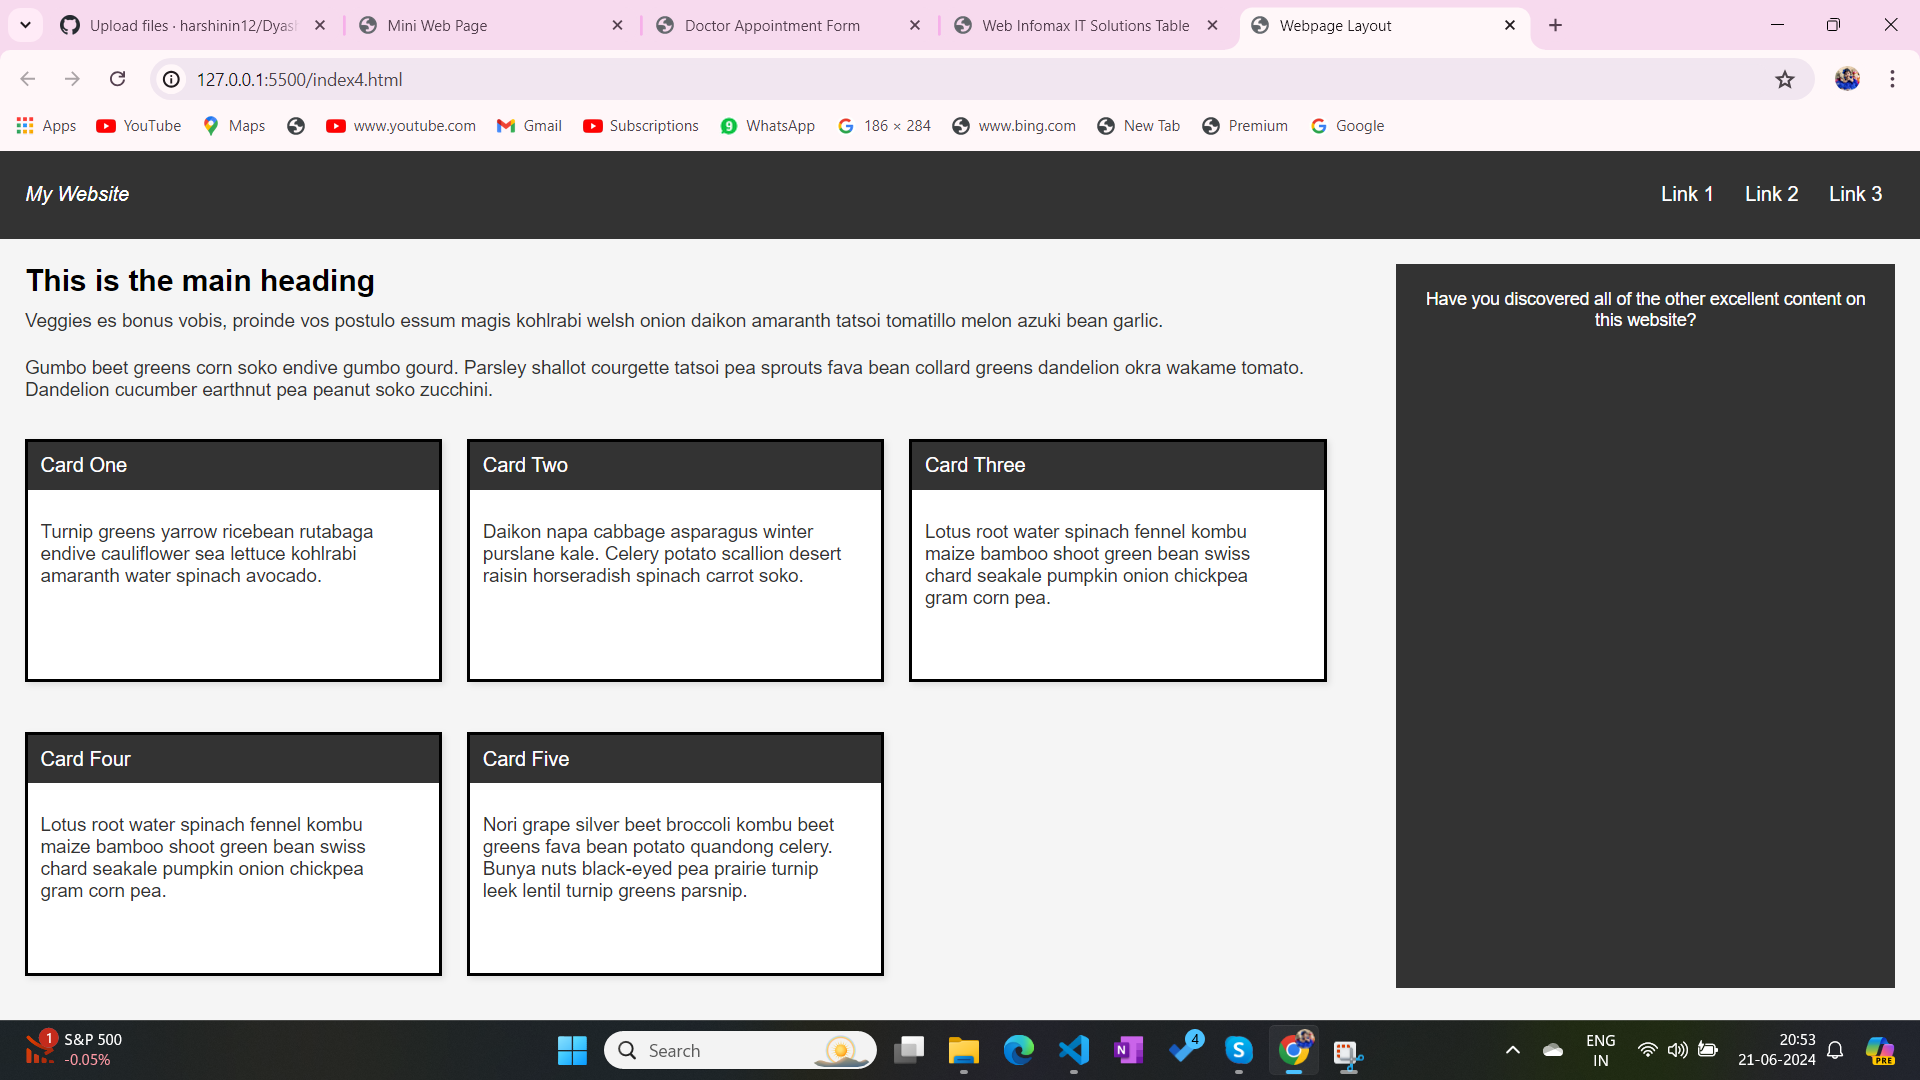 Upload files · harshinin12/Dyash
Mini Web Page
Doctor Appointment Form
Web Infomax IT Solutions Table
Webpage Layout
127.0.0.1:5500/index4.html
Apps
YouTube
Maps
www.youtube.com
Gmail
Subscriptions
WhatsApp
186 × 284
www.bing.com
New Tab
Premium
Google
My Website
Link 1
Link 2
Link 3
This is the main heading
Veggies es bonus vobis, proinde vos postulo essum magis kohlrabi welsh onion daikon amaranth tatsoi tomatillo melon azuki bean garlic.
Gumbo beet greens corn soko endive gumbo gourd. Parsley shallot courgette tatsoi pea sprouts fava bean collard greens dandelion okra wakame tomato.
Dandelion cucumber earthnut pea peanut soko zucchini.
Have you discovered all of the other excellent content on
this website?
Card One
Turnip greens yarrow ricebean rutabaga
endive cauliflower sea lettuce kohlrabi
amaranth water spinach avocado.
Card Two
Daikon napa cabbage asparagus winter
purslane kale. Celery potato scallion desert
raisin horseradish spinach carrot soko.
Card Three
Lotus root water spinach fennel kombu
maize bamboo shoot green bean swiss
chard seakale pumpkin onion chickpea
gram corn pea.
Card Four
Lotus root water spinach fennel kombu
maize bamboo shoot green bean swiss
chard seakale pumpkin onion chickpea
gram corn pea.
Card Five
Nori grape silver beet broccoli kombu beet
greens fava bean potato quandong celery.
Bunya nuts black-eyed pea prairie turnip
leek lentil turnip greens parsnip.
1
S&P 500
-0.05%
Search
N
4
S
ENG
IN
20:53
21-06-2024
PRE